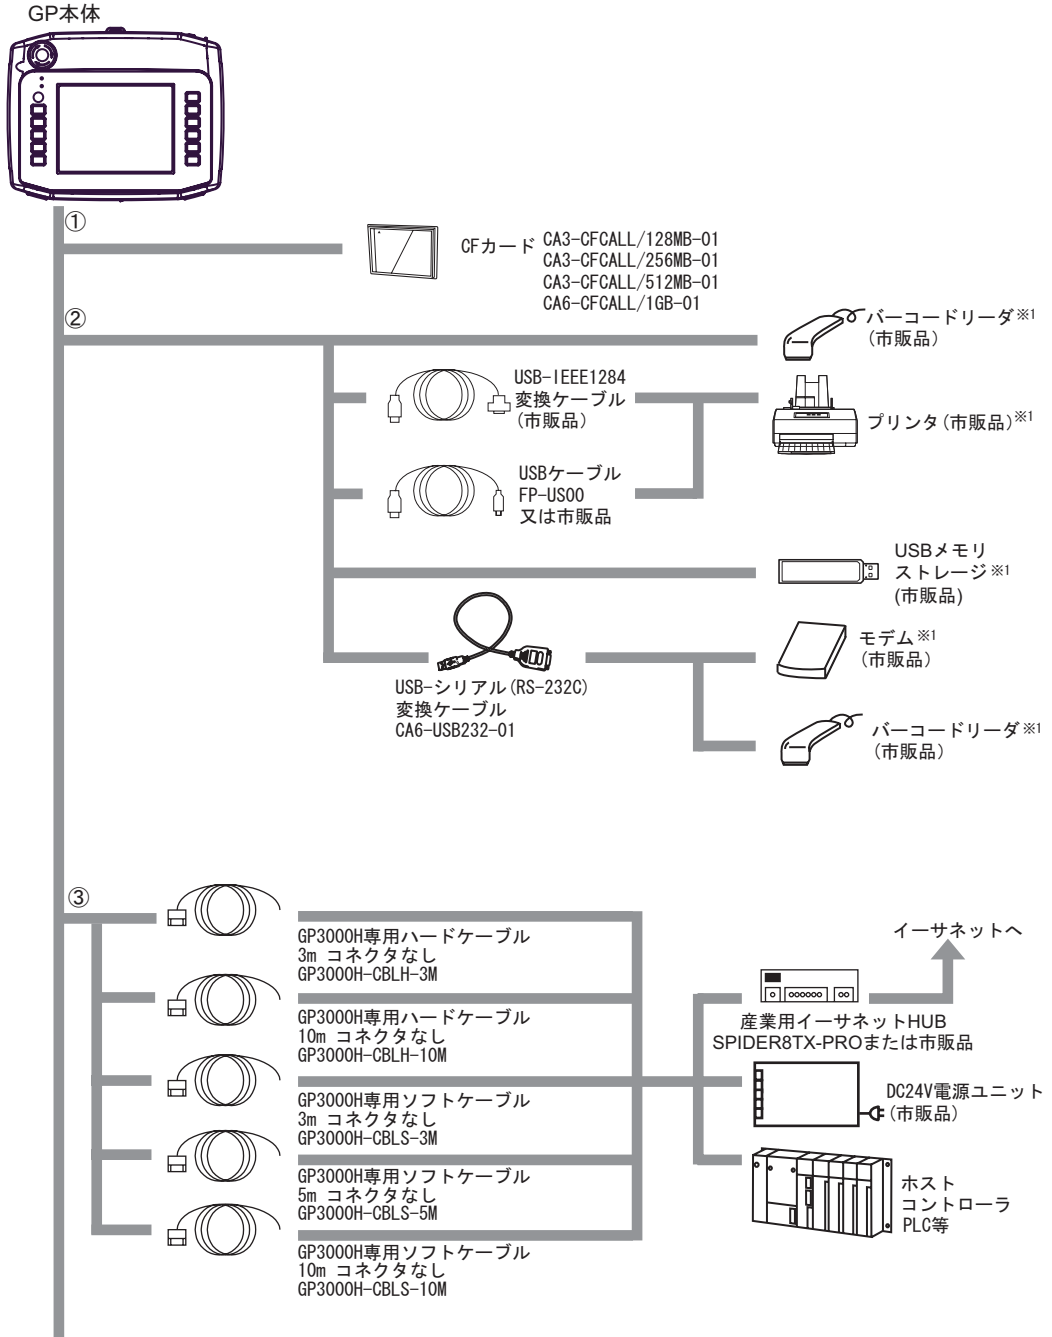 GP本体
①
CFカード
CA3-CFCALL/128MB-01
CA3-CFCALL/256MB-01
CA3-CFCALL/512MB-01
CA6-CFCALL/1GB-01
②
バーコードリーダ※1
(市販品)
USB-IEEE1284
変換ケーブル
(市販品)
プリンタ(市販品)※1
USBケーブル
FP-US00
又は市販品
USBメモリ
ストレージ※1
(市販品)
USB-シリアル(RS-232C)
変換ケーブル
CA6-USB232-01
モデム※1
(市販品)
バーコードリーダ※1
(市販品)
③
GP3000H専用ハードケーブル
3m コネクタなし
GP3000H-CBLH-3M
GP3000H専用ハードケーブル
10m コネクタなし
GP3000H-CBLH-10M
GP3000H専用ソフトケーブル
3m コネクタなし
GP3000H-CBLS-3M
GP3000H専用ソフトケーブル
5m コネクタなし
GP3000H-CBLS-5M
GP3000H専用ソフトケーブル
10m コネクタなし
GP3000H-CBLS-10M
イーサネットへ
産業用イーサネットHUB
SPIDER8TX-PROまたは市販品
DC24V電源ユニット
(市販品)
ホスト
コントローラ
PLC等